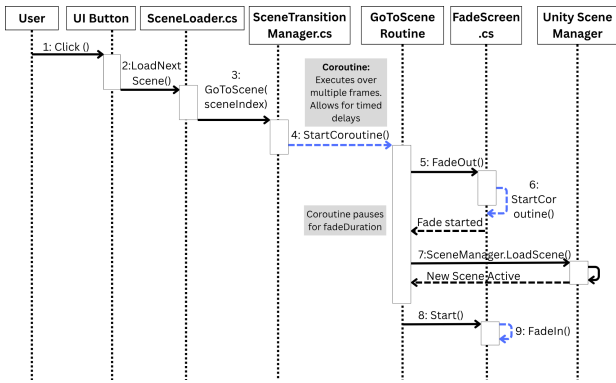 User
UI Button
SceneLoader.cs
SceneTransition
Manager.cs
GoToScene
Routine
FadeScreen
.cs
Unity Scene
Manager
1: Click ()
2:LoadNext
Scene()
3:
GoToScene(
sceneIndex)
Coroutine:
Executes over
multiple frames.
Allows for timed
delays
4: StartCoroutine()
5: FadeOut()
6:
StartCor
outine()
Coroutine pauses
for fadeDuration
Fade started
7:SceneManager.LoadScene()
New Scene Active
8: Start()
9: FadeIn()